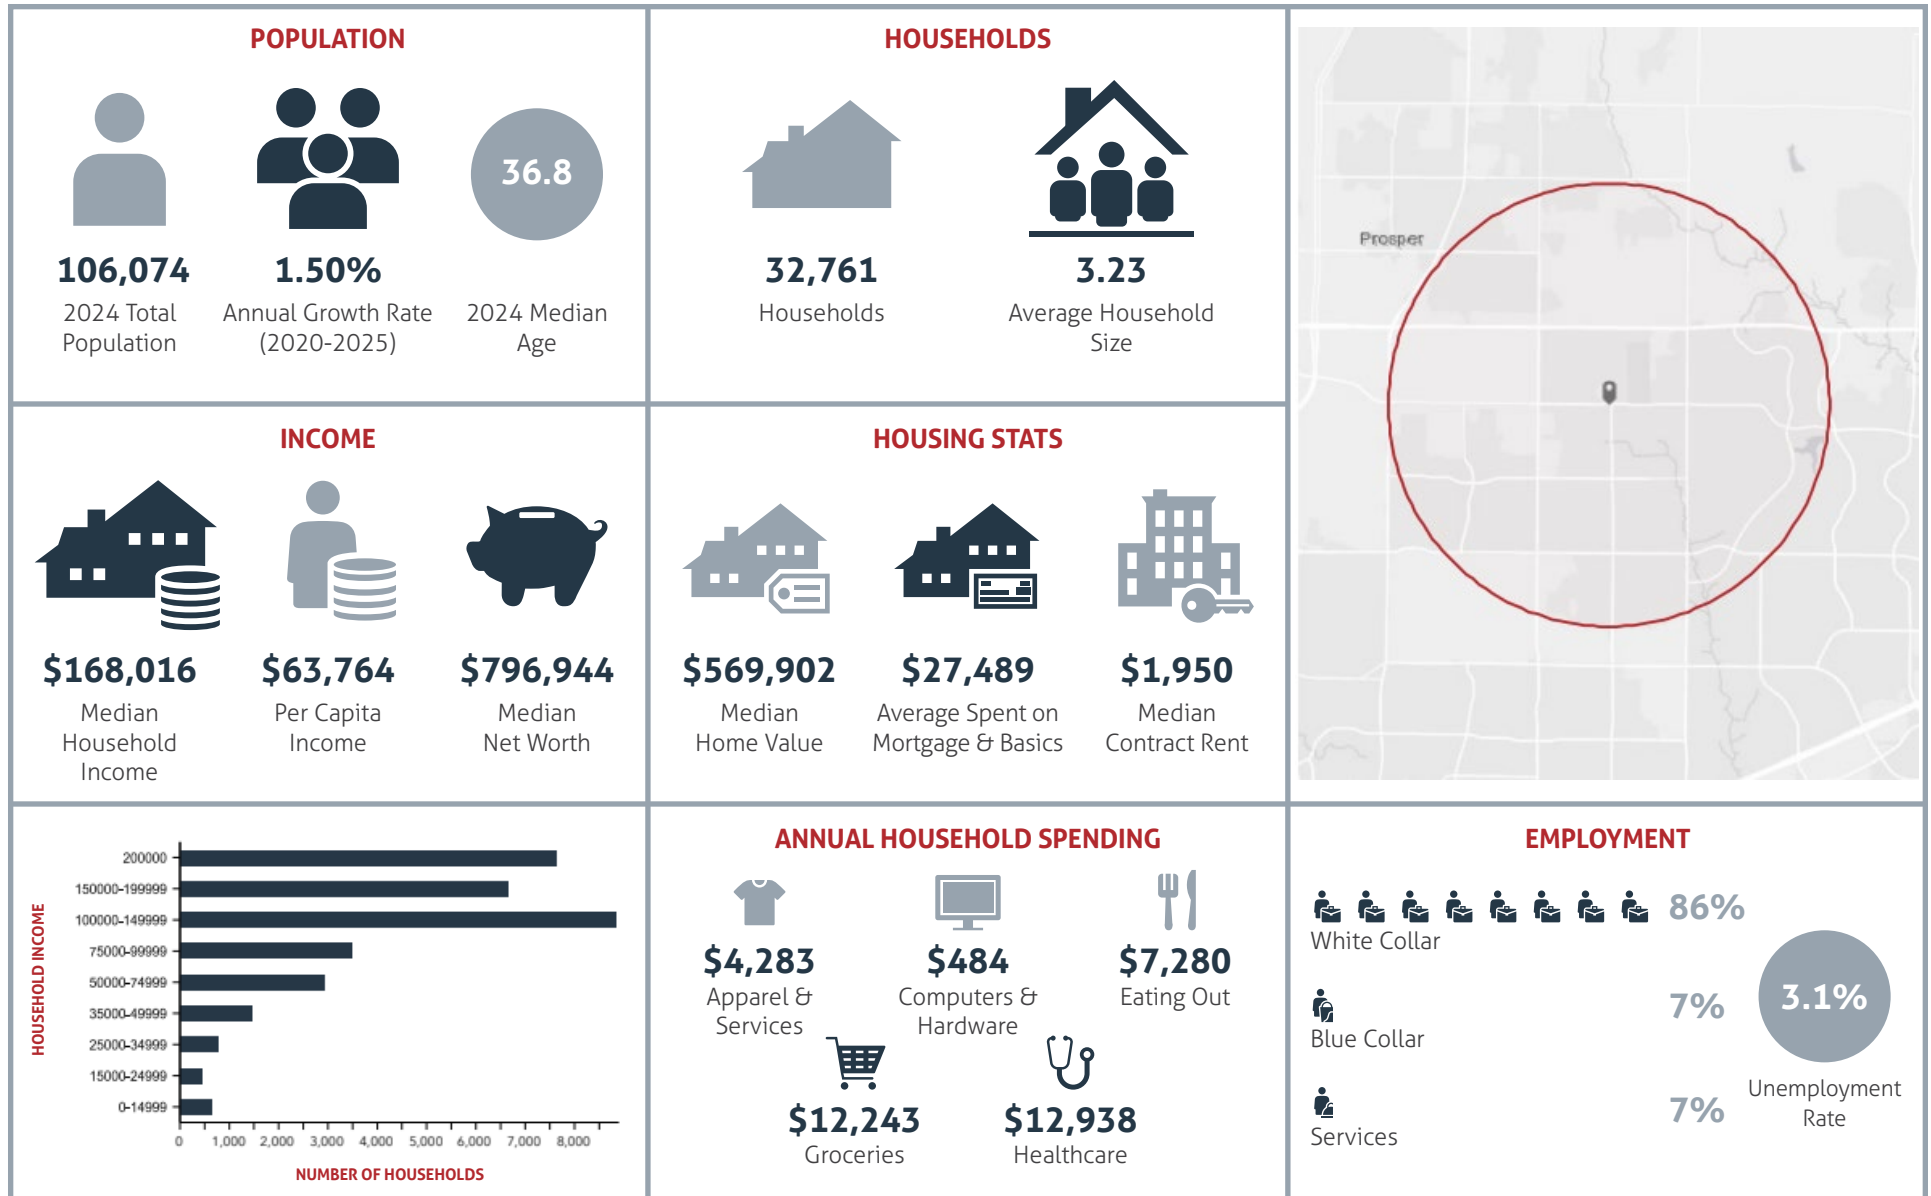 POPULATION
36.8
106,074
1.50%
2024 Total
Population
Annual Growth Rate
(2020-2025)
2024 Median
Age
HOUSEHOLDS
32,761
Households
3.23
Average Household
Size
Prosper
INCOME
$168,016
Median
Household
Income
$63,764
Per Capita
Income
$796,944
Median
Net Worth
HOUSING STATS
$569,902
Median
Home Value
$27,489
Average Spent on
Mortgage & Basics
$1,950
Median
Contract Rent
HOUSEHOLD INCOME
200000
150000-199999
100000-149999
75000-99999
50000-74999
35000-49999
25000-34999
15000-24999
0-14999
0 1,000 2,000 3,000 4,000 5,000 6,000 7,000 8,000
NUMBER OF HOUSEHOLDS
ANNUAL HOUSEHOLD SPENDING
$4,283
Apparel &
Services
$484
Computers &
Hardware
$7,280
Eating Out
$12,243
Groceries
$12,938
Healthcare
EMPLOYMENT
86%
White Collar
7%
Blue Collar
7%
Services
3.1%
Unemployment
Rate